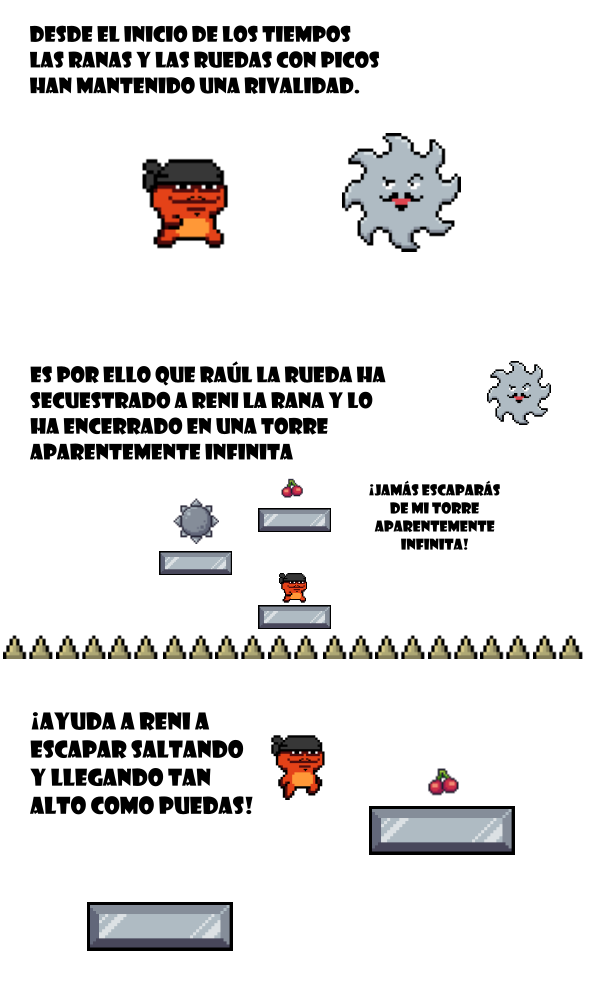 DESDE EL INICIO DE LOS TIEMPOS
LAS RANAS Y LAS RUEDAS CON PICOS
HAN MANTENIDO UNA RIVALIDAD.
ES POR ELLO QUE RAÚL LA RUEDA HA
SECUESTRADO A RENI LA RANA Y LO
HA ENCERRADO EN UNA TORRE
APARENTEMENTE INFINITA
¡JAMÁS ESCAPARÁS
DE MI TORRE
APARENTEMENTE
INFINITA!
¡AYUDA A RENI A
ESCAPAR SALTANDO
Y LLEGANDO TAN
ALTO COMO PUEDAS!